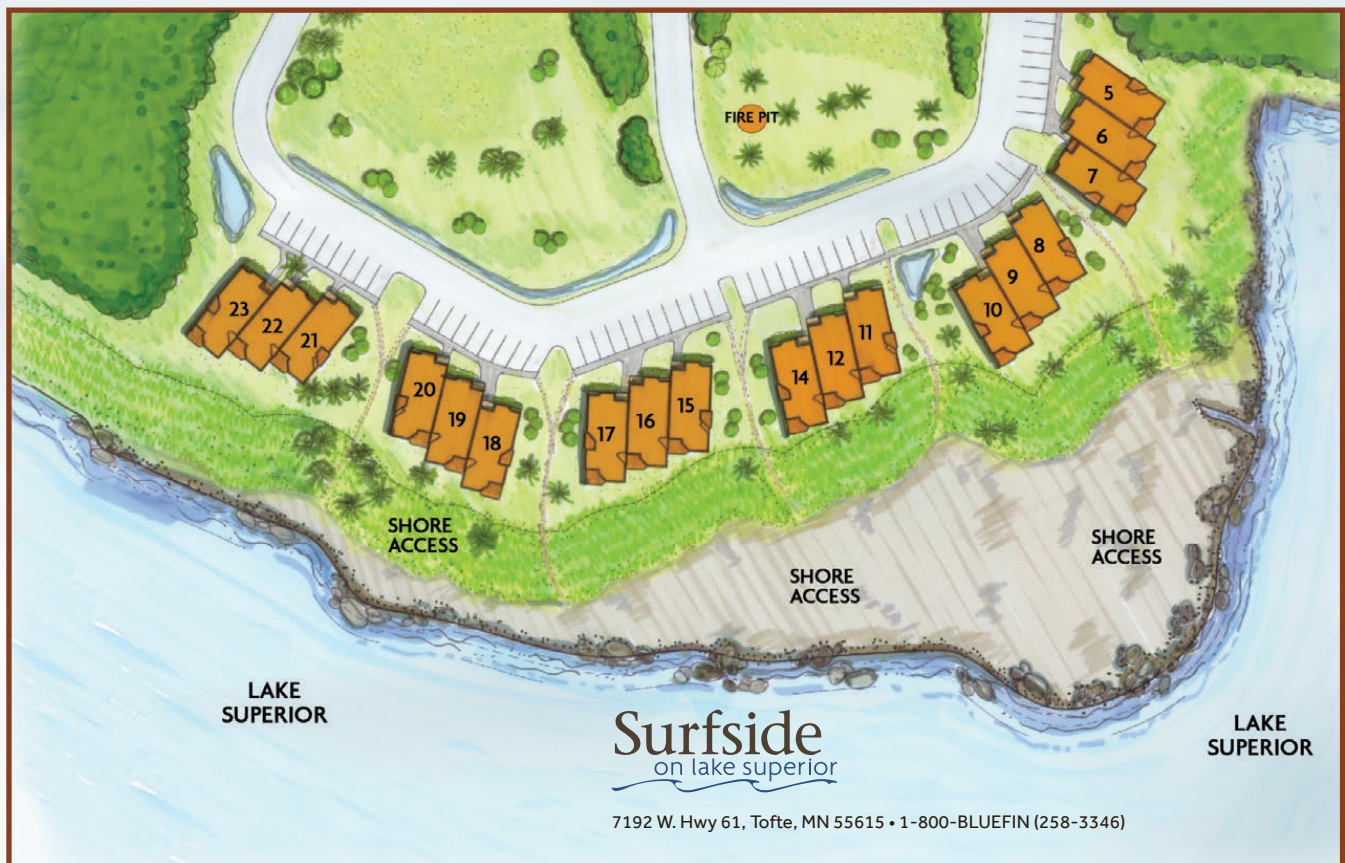 FIRE PIT
5
6
7
8
9
10
11
12
14
15
16
17
18
19
20
21
22
23
SHORE
ACCESS
SHORE
ACCESS
SHORE
ACCESS
LAKE
SUPERIOR
LAKE
SUPERIOR
Surfside
on lake superior
7192 W. Hwy 61, Tofte, MN 55615 • 1-800-BLUEFIN (258-3346)